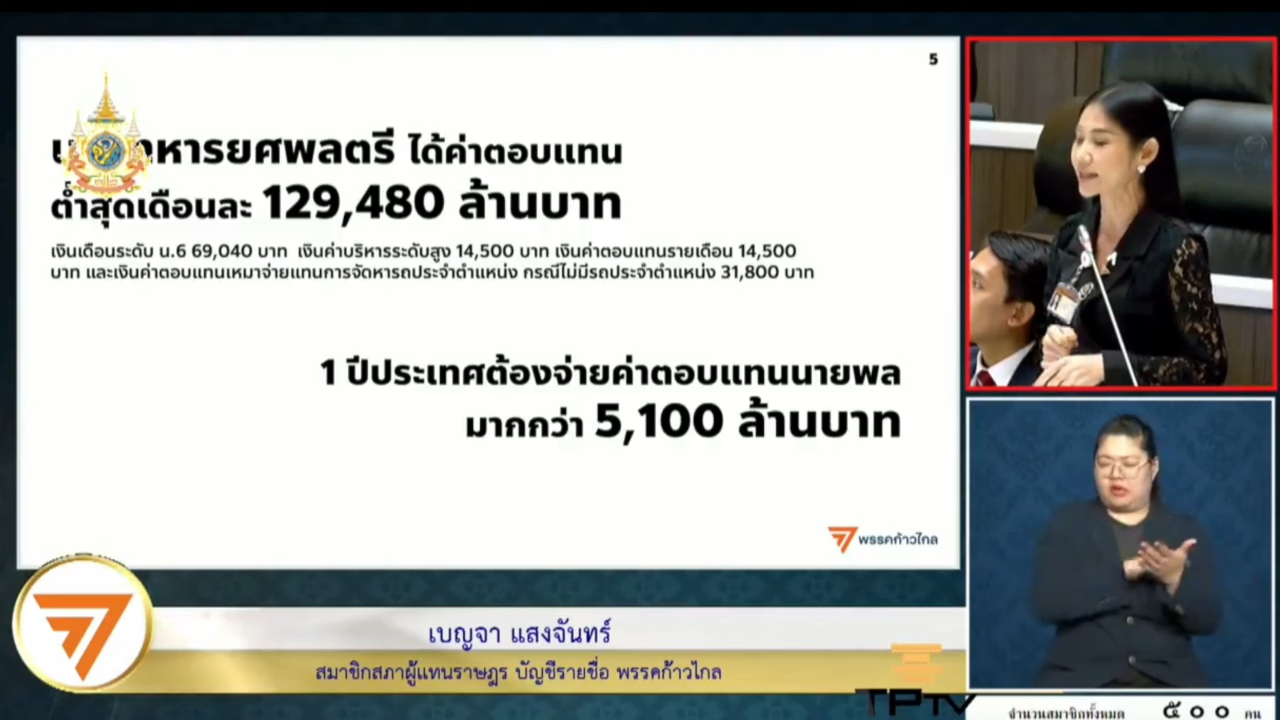 5
ทหารยศพลตรี ได้ค่าตอบแทน
ต่ำสุดเดือนละ 129,480 ล้านบาท
เงินเดือนระดับ น.6 69,040 บาท เงินค่าบริหารระดับสูง 14,500 บาท เงินค่าตอบแทนรายเดือน 14,500
บาท และเงินค่าตอบแทนเหมาจ่ายแทนการจัดหารถประจำตำแหน่ง กรณีไม่มีรถประจำตำแหน่ง 31,800 บาท
1 ปีประเทศต้องจ่ายค่าตอบแทนนายพล
มากกว่า 5,100 ล้านบาท
พรรคก้าวไกล
เบญจา แสงจันทร์
สมาชิกสภาผู้แทนราษฎร บัญชีรายชื่อ พรรคก้าวไกล
TPTV
จำนวนสมาชิกทั้งหมด ๕๐๐ คน